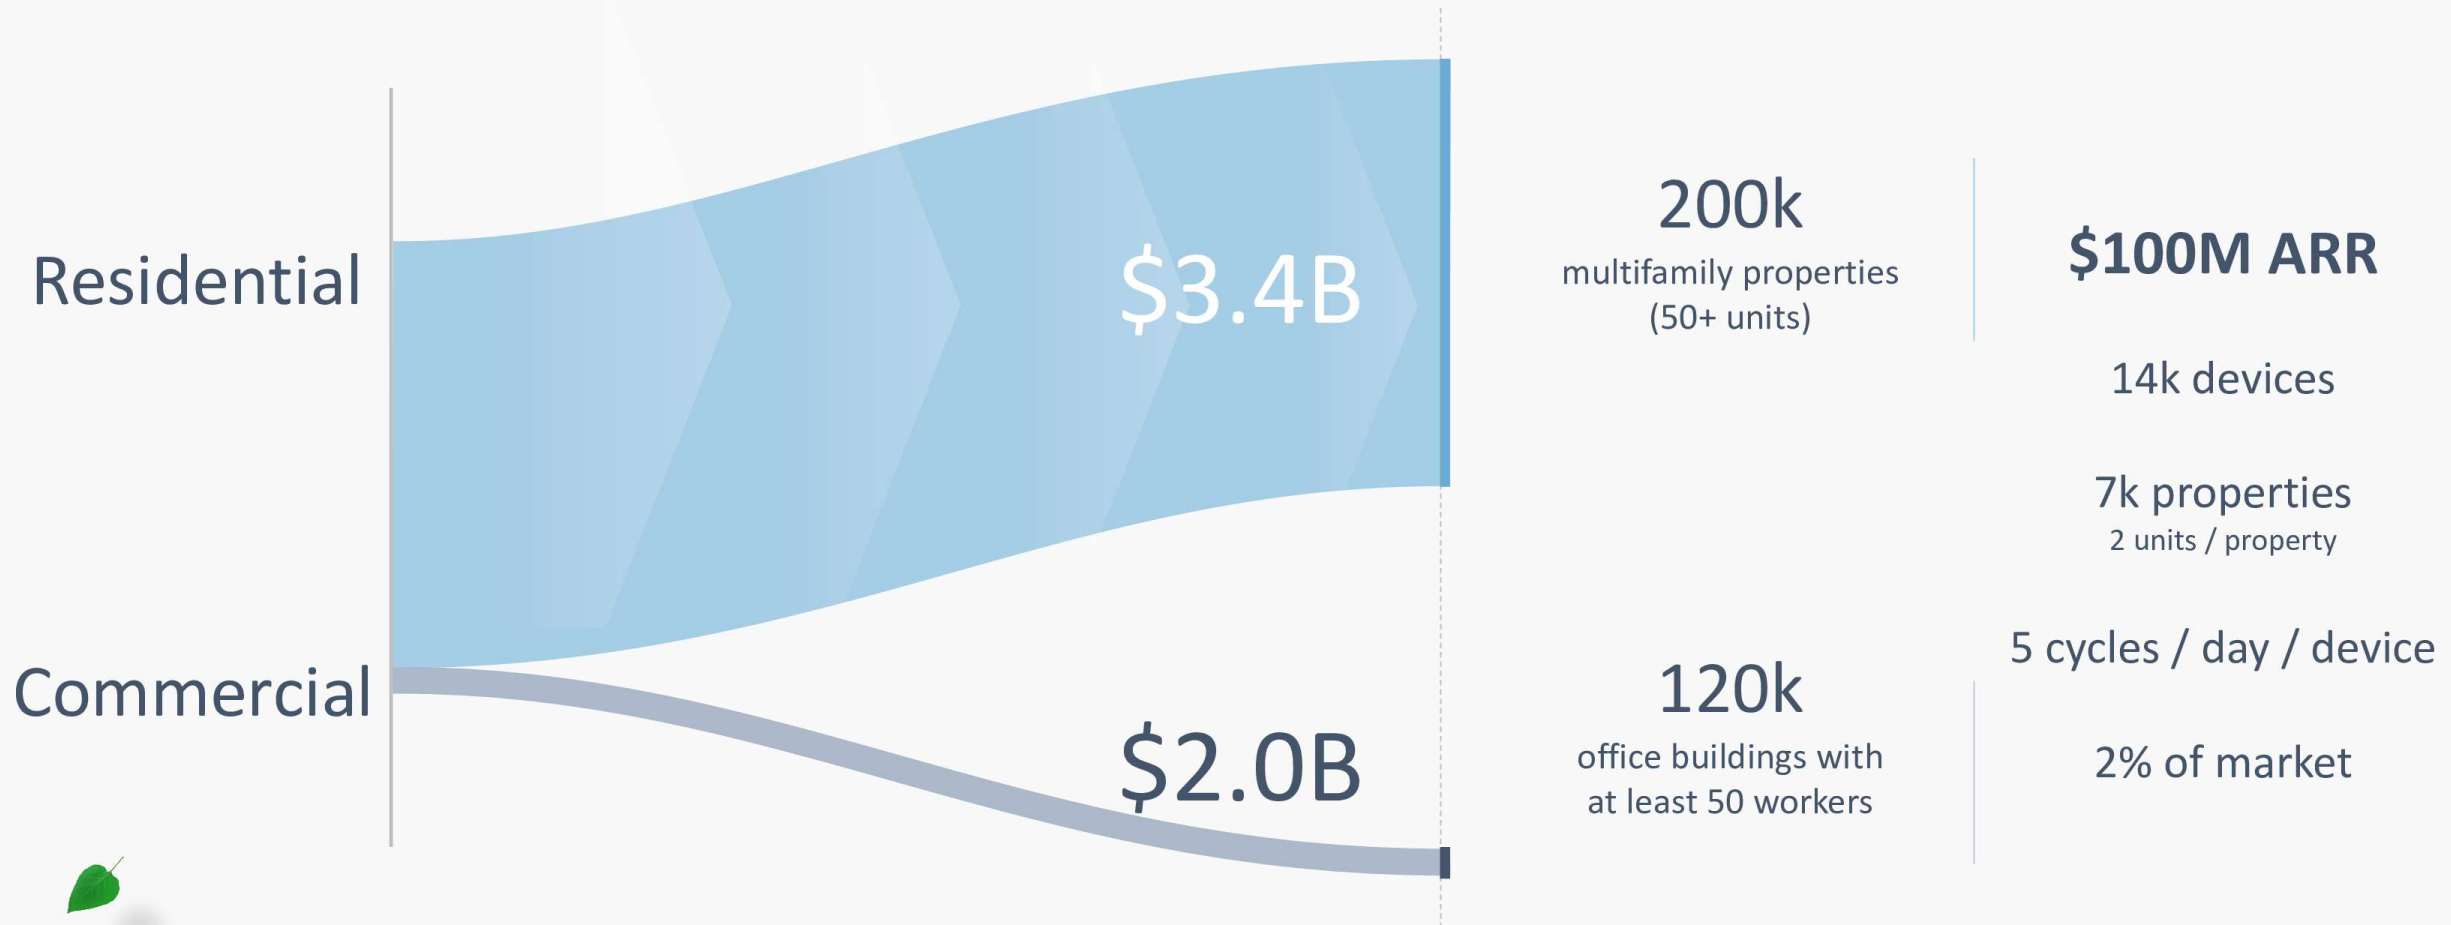 Residential
$3.4B
200k
multifamily properties
(50+ units)
Commercial
$2.0B
120k
office buildings with
at least 50 workers
$100M ARR
14k devices
7k properties
2 units / property
5 cycles / day / device
2% of market